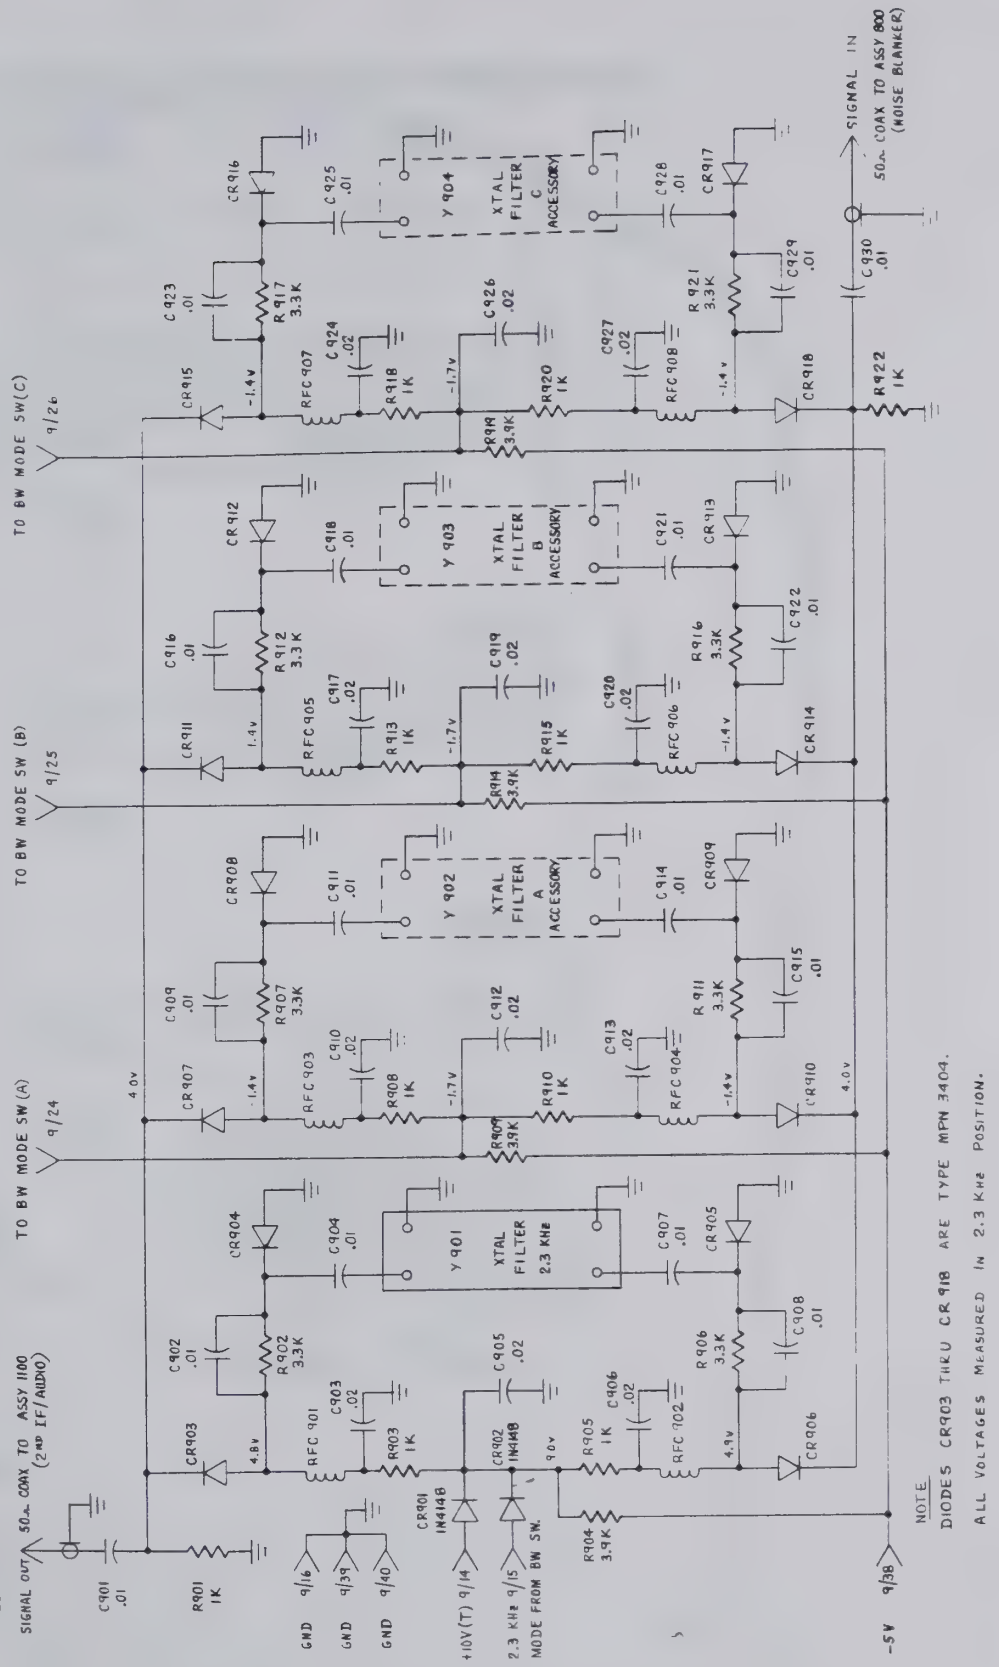 TO BW MODE SW(A)
9/24
TO BW MODE SW (B)
9/25
TO BW MODE SW(C)
9/26
SIGNAL OUT
50Ω COAX TO ASSY 1100
(2ND IF/AUDIO)
C901
.01
R901
1K
4.0V
CR903
4.8V
C902
.01
R902
3.3K
CR904
RFC 901
C903
.02
R903
1K
C904
.01
Y901
XTAL
FILTER
2.3 KHz
GND 9/16
GND 9/39
GND 9/40
+10V(T) 9/14
CR901
1N4148
2.3 KHz 9/15
MODE FROM BW SW.
CR902
1N4148
C905
.02
9.0V
R904
3.9K
R905
1K
C906
.02
RFC 902
4.9V
R906
3.3K
C907
.01
CR905
C908
.01
CR906
-5V 9/38
CR907
-1.4V
C909
.01
R907
3.3K
CR908
RFC 903
C910
.02
R908
1K
C911
.01
-1.7V
R909
3.9K
C912
.02
Y902
XTAL
FILTER
A
ACCESSORY
R910
1K
C913
.02
RFC904
-1.4V
R911
3.3K
C914
.01
CR909
C915
.01
CR910
4.0V
CR911
1.4V
C916
.01
R912
3.3K
CR912
RFC 905
C917
.02
R913
1K
C918
.01
-1.7V
R914
3.9K
C919
.02
Y903
XTAL
FILTER
B
ACCESSORY
R915
1K
C920
.02
RFC 906
-1.4V
R916
3.3K
C921
.01
CR913
C922
.01
CR914
CR915
-1.4V
C923
.01
R917
3.3K
CR916
RFC907
C924
.02
R918
1K
C925
.01
-1.7V
R919
3.9K
C926
.02
Y904
XTAL
FILTER
C
ACCESSORY
R920
1K
C927
.02
RFC 908
-1.4V
R921
3.3K
C928
.01
CR917
C929
.01
CR918
R922
1K
C930
.01
SIGNAL IN
50Ω COAX TO ASSY 800
(NOISE BLANKER)
NOTE
DIODES CR903 THRU CR918 ARE TYPE MPN 3404.
ALL VOLTAGES MEASURED IN 2.3 KHz POSITION.